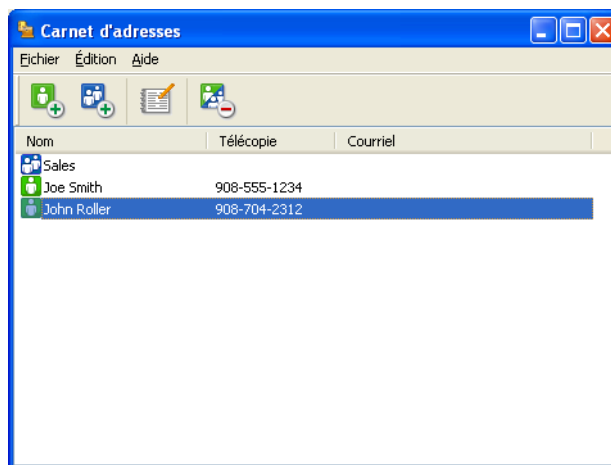 Carnet d'adresses
Fichier Édition Aide
Nom Télécopie Courriel
Sales
Joe Smith 908-555-1234
John Roller 908-704-2312